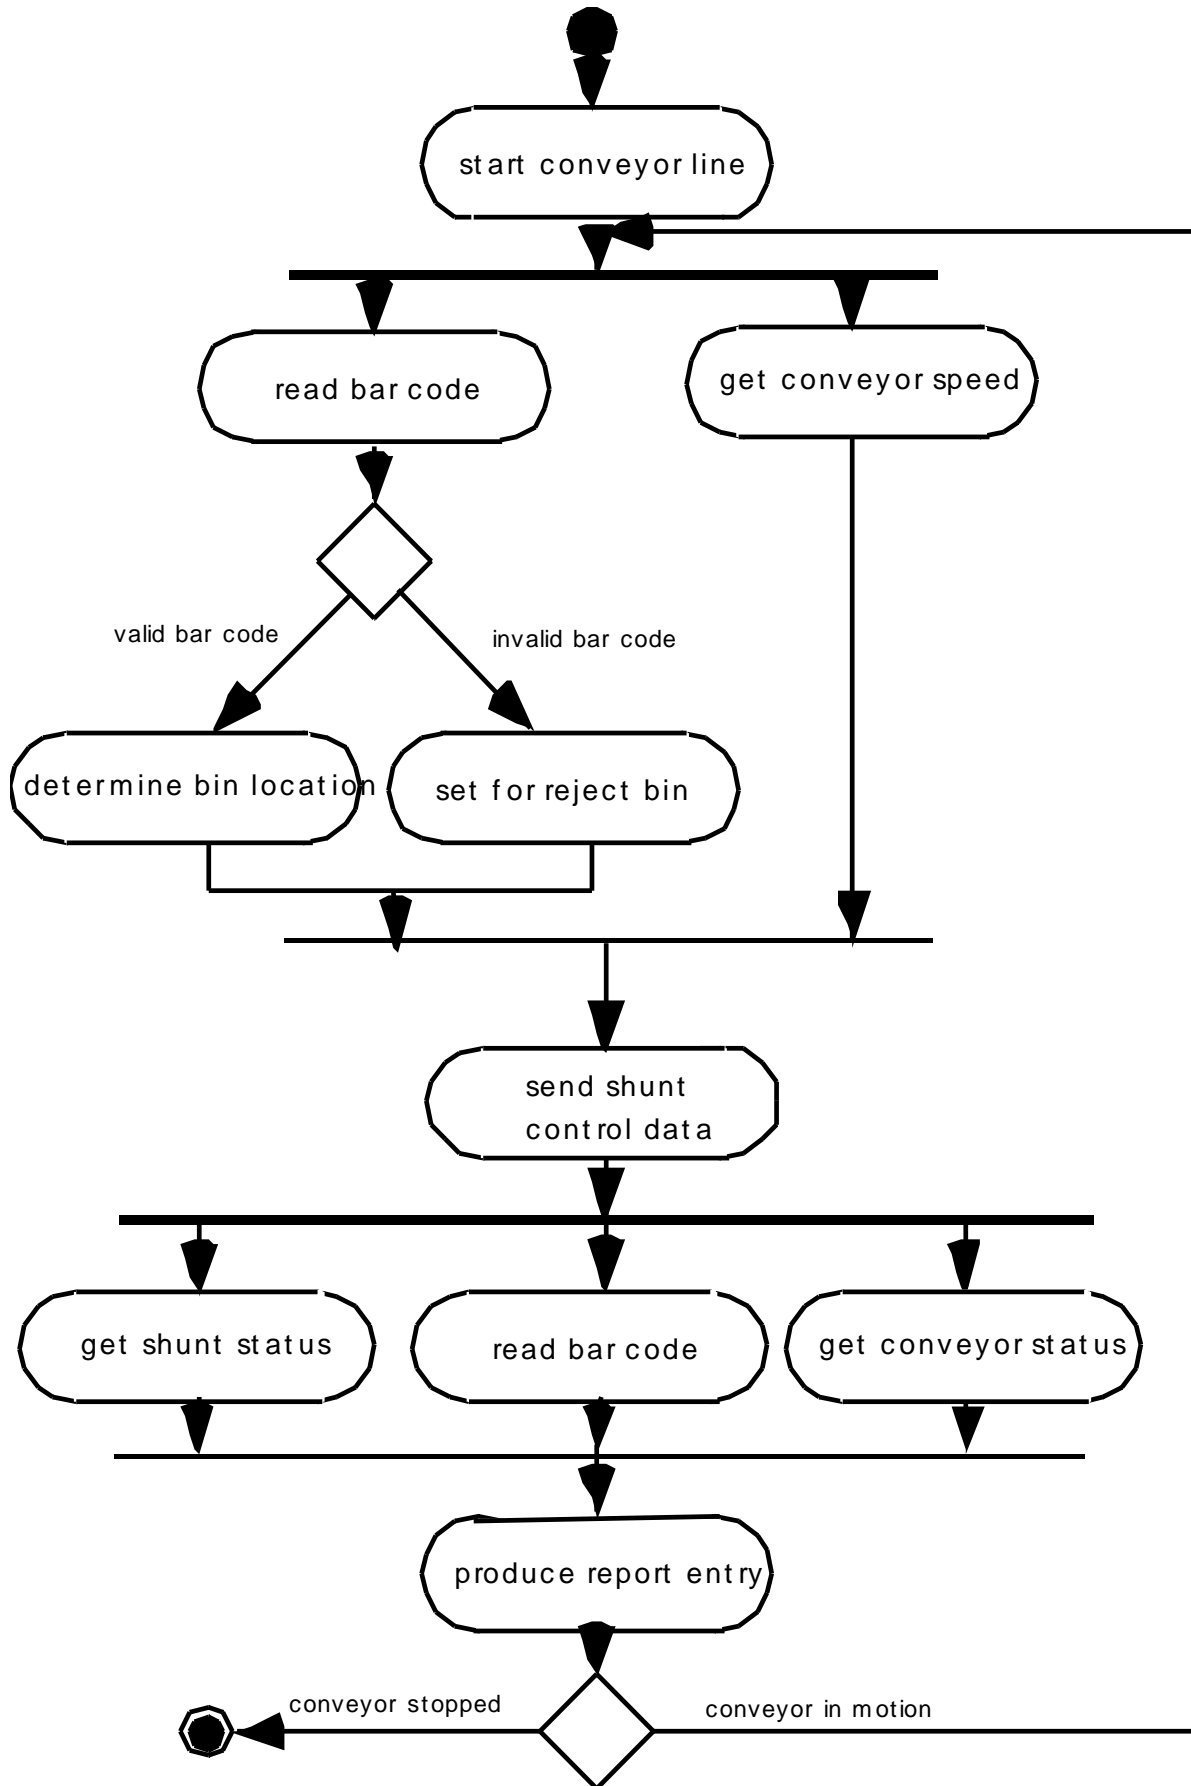 start conveyor line
read bar code
get conveyor speed
valid bar code
invalid bar code
determine bin location
set for reject bin
send shunt
control data
get shunt status
read bar code
get conveyor status
produce report entry
conveyor stopped
conveyor in motion